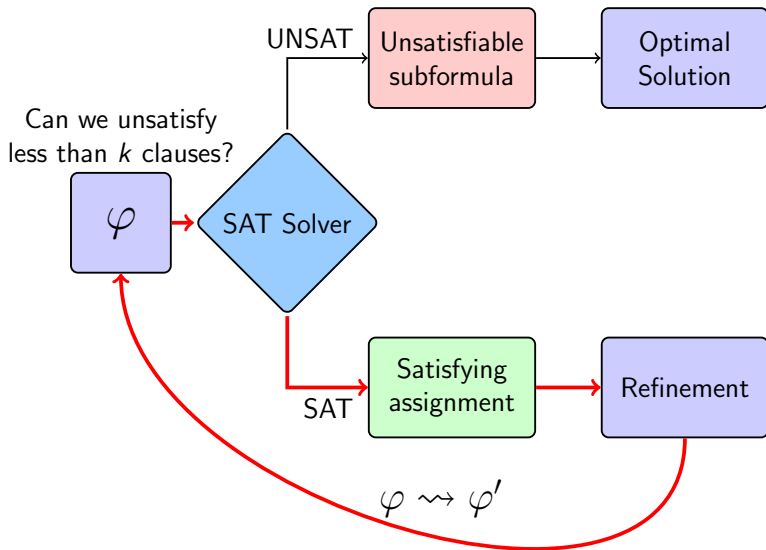 UNSAT
Unsatisfiable
subformula
Optimal
Solution
Can we unsatisfy
less than k clauses?
φ
SAT Solver
SAT
Satisfying
assignment
Refinement
φ ⇝ φ′